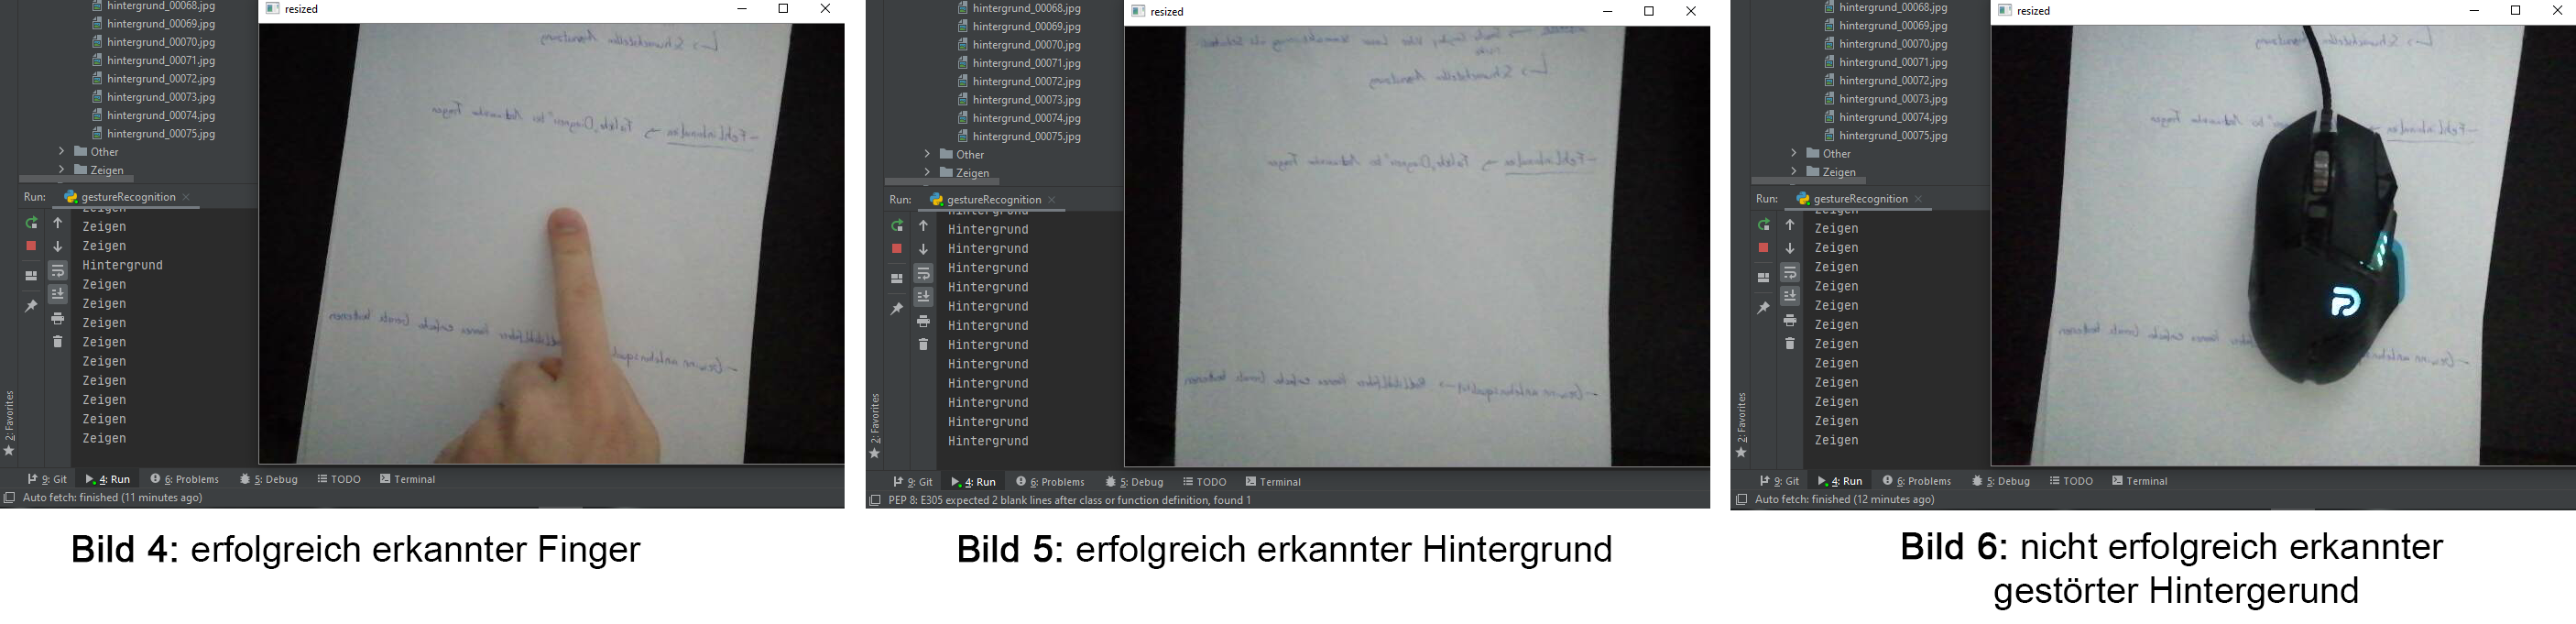 hintergrund_00068.jpg
hintergrund_00069.jpg
hintergrund_00070.jpg
hintergrund_00071.jpg
hintergrund_00072.jpg
hintergrund_00073.jpg
hintergrund_00074.jpg
hintergrund_00075.jpg
Other
Zeigen
Run: gestureRecognition
Zeigen
Zeigen
Zeigen
Hintergrund
Zeigen
Zeigen
Zeigen
Zeigen
Zeigen
Zeigen
Zeigen
Zeigen
Zeigen
2: Favorites
9: Git 4: Run 6: Problems 5: Debug TODO Terminal
Auto fetch: finished (11 minutes ago)
resized
Bild 4: erfolgreich erkannter Finger
hintergrund_00068.jpg
hintergrund_00069.jpg
hintergrund_00070.jpg
hintergrund_00071.jpg
hintergrund_00072.jpg
hintergrund_00073.jpg
hintergrund_00074.jpg
hintergrund_00075.jpg
Other
Zeigen
Run: gestureRecognition
Hintergrund
Hintergrund
Hintergrund
Hintergrund
Hintergrund
Hintergrund
Hintergrund
Hintergrund
Hintergrund
Hintergrund
Hintergrund
Hintergrund
Hintergrund
2: Favorites
9: Git 4: Run 6: Problems 5: Debug TODO Terminal
PEP 8: E305 expected 2 blank lines after class or function definition, found 1
resized
Schwachstellen Ausnutzung
Bild 5: erfolgreich erkannter Hintergrund
hintergrund_00068.jpg
hintergrund_00069.jpg
hintergrund_00070.jpg
hintergrund_00071.jpg
hintergrund_00072.jpg
hintergrund_00073.jpg
hintergrund_00074.jpg
hintergrund_00075.jpg
Other
Zeigen
Run: gestureRecognition
Zeigen
Zeigen
Zeigen
Zeigen
Zeigen
Zeigen
Zeigen
Zeigen
Zeigen
Zeigen
Zeigen
Zeigen
Zeigen
2: Favorites
9: Git 4: Run 6: Problems 5: Debug TODO Terminal
Auto fetch: finished (12 minutes ago)
resized
Bild 6: nicht erfolgreich erkannter
gestörter Hintergerund